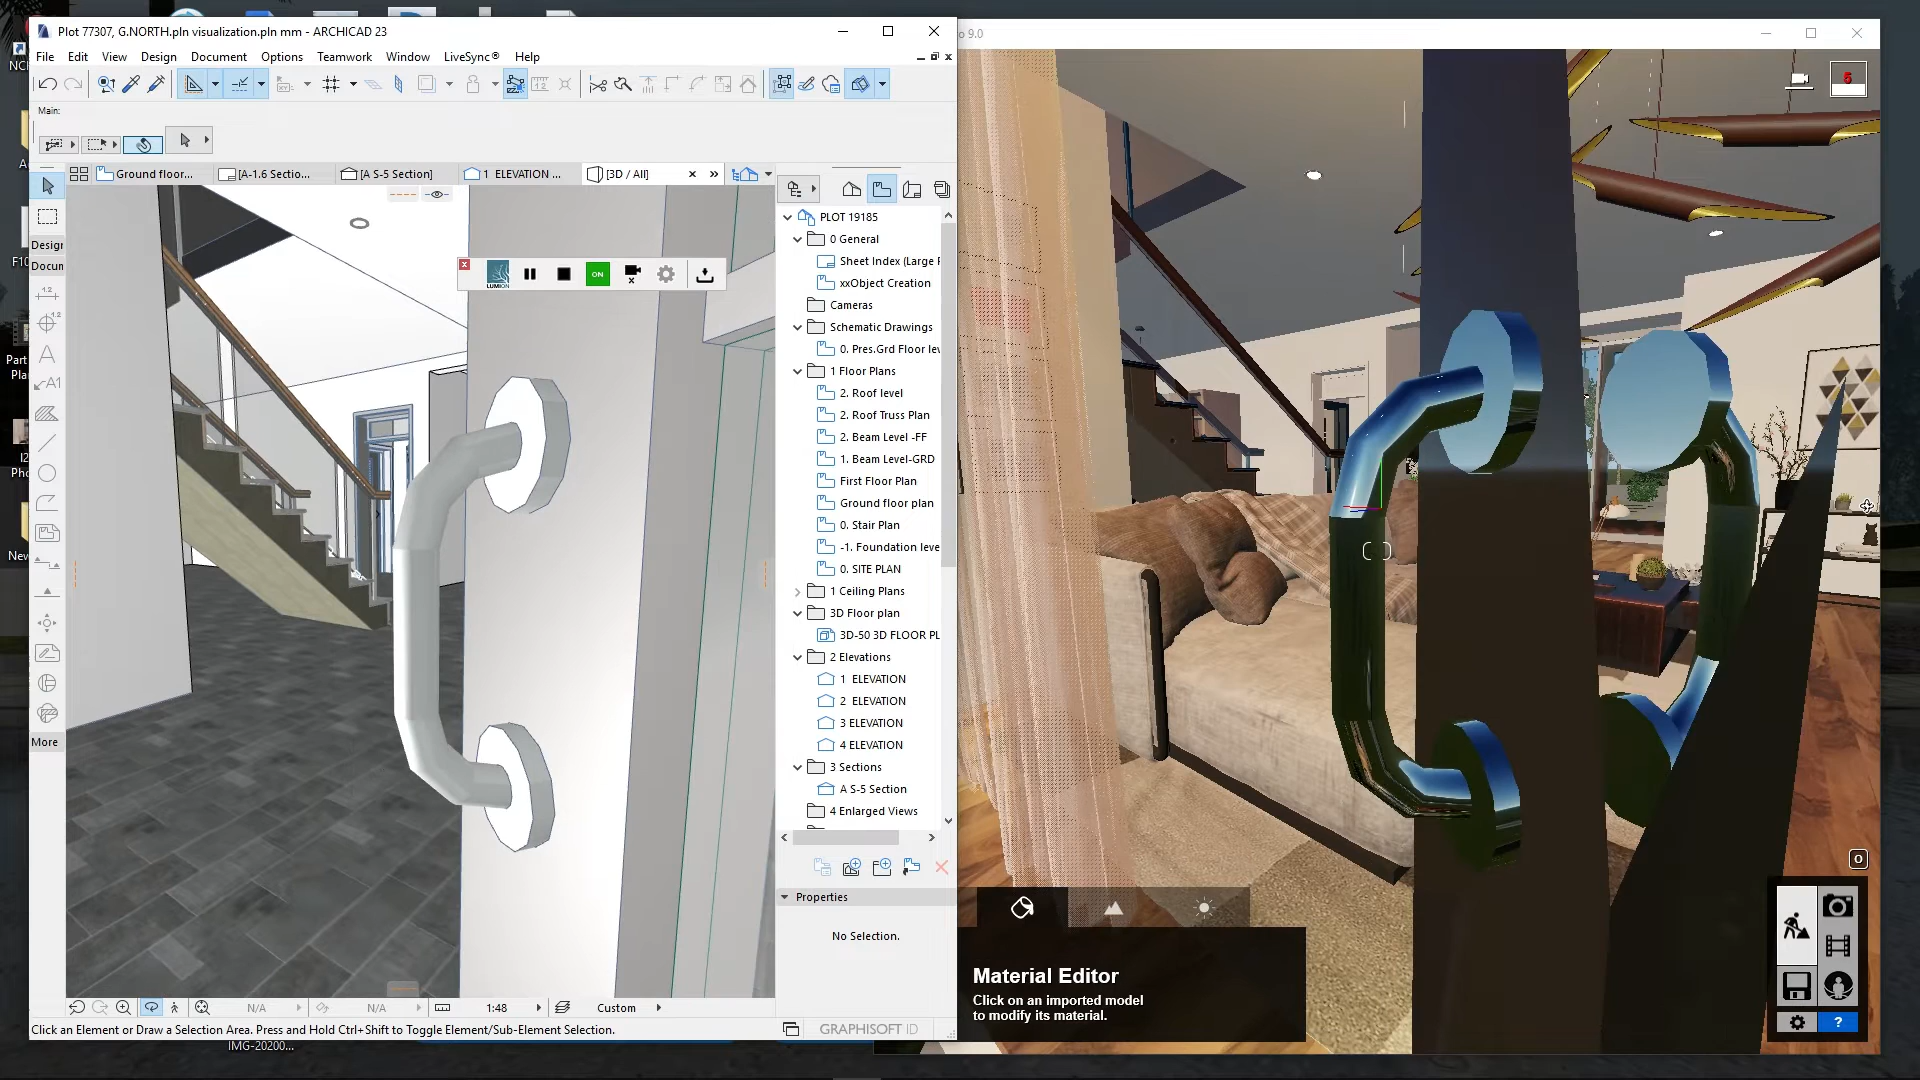 Plot 77307, G.NORTH.pln visualization.pln mm - ARCHICAD 23
o 9.0
File Edit View Design Document Options Teamwork Window LiveSync® Help
Main:
Ground floor...
[A-1.6 Sectio...
[A S-5 Section]
1 ELEVATION ...
[3D / All]
Design
Docum
More
LUMION
ON
PLOT 19185
0 General
Sheet Index (Large
xxObject Creation
Cameras
Schematic Drawings
0. Pres.Grd Floor lev
1 Floor Plans
2. Roof level
2. Roof Truss Plan
2. Beam Level -FF
1. Beam Level-GRD
First Floor Plan
Ground floor plan
0. Stair Plan
-1. Foundation leve
0. SITE PLAN
1 Ceiling Plans
3D Floor plan
3D-50 3D FLOOR PL
2 Elevations
1 ELEVATION
2 ELEVATION
3 ELEVATION
4 ELEVATION
3 Sections
A S-5 Section
4 Enlarged Views
Properties
No Selection.
N/A
N/A
1:48
Custom
Click an Element or Draw a Selection Area. Press and Hold Ctrl+Shift to Toggle Element/Sub-Element Selection.
GRAPHISOFT ID
IMG-20200...
6
O
Material Editor
Click on an imported model
to modify its material.
?